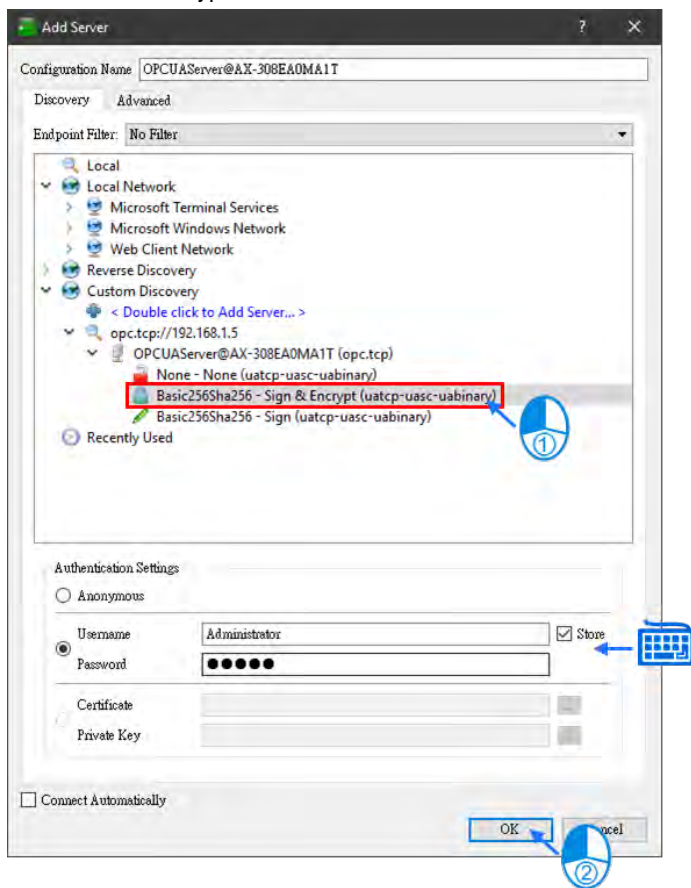 Add Server ? ×
Configuration Name OPCUAServer@AX-308EA0MA1T
Discovery Advanced
Endpoint Filter: No Filter
Local
Local Network
Microsoft Terminal Services
Microsoft Windows Network
Web Client Network
Reverse Discovery
Custom Discovery
< Double click to Add Server... >
opc.tcp://192.168.1.5
OPCUAServer@AX-308EA0MA1T (opc.tcp)
None - None (uatcp-uasc-uabinary)
Basic256Sha256 - Sign & Encrypt (uatcp-uasc-uabinary)
①
Basic256Sha256 - Sign (uatcp-uasc-uabinary)
Recently Used
Authentication Settings
Anonymous
Username Administrator Store
Password ●●●●●
Certificate
Private Key
Connect Automatically
OK
②